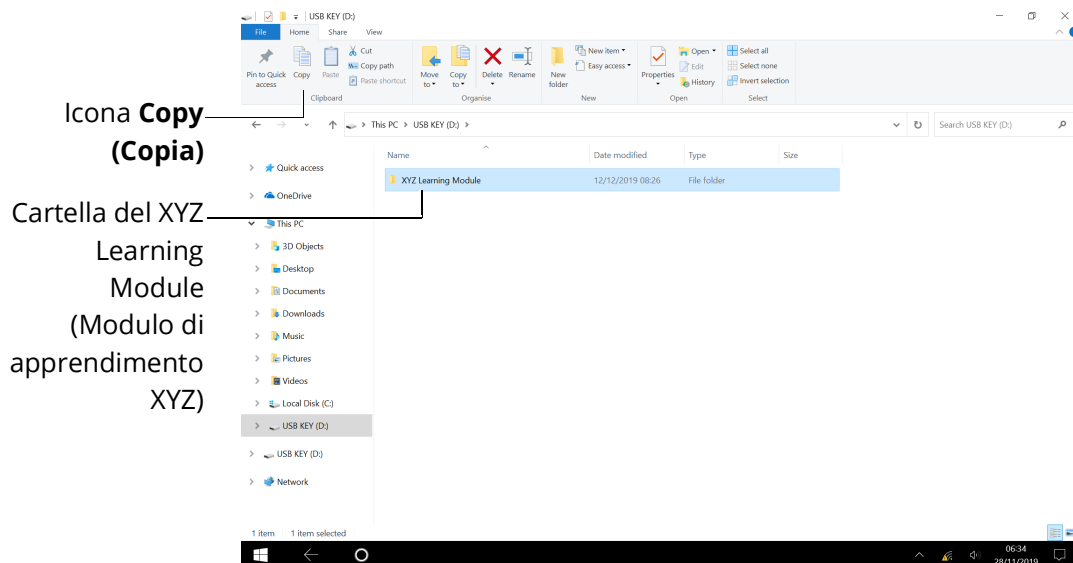 USB KEY (D:)
File Home Share View
Pin to Quick access
Copy
Paste
Cut
Copy path
Paste shortcut
Clipboard
Move to
Copy to
Delete
Rename
Organise
New folder
New item
Easy access
New
Properties
Open
Edit
History
Open
Select all
Select none
Invert selection
Select
Icona Copy
(Copia)
This PC > USB KEY (D:) >
Search USB KEY (D:)
Name Date modified Type Size
XYZ Learning Module 12/12/2019 08:26 File folder
Cartella del XYZ
Learning
Module
(Modulo di
apprendimento
XYZ)
Quick access
OneDrive
This PC
3D Objects
Desktop
Documents
Downloads
Music
Pictures
Videos
Local Disk (C:)
USB KEY (D:)
USB KEY (D:)
Network
1 item 1 item selected
06:34
28/11/2019